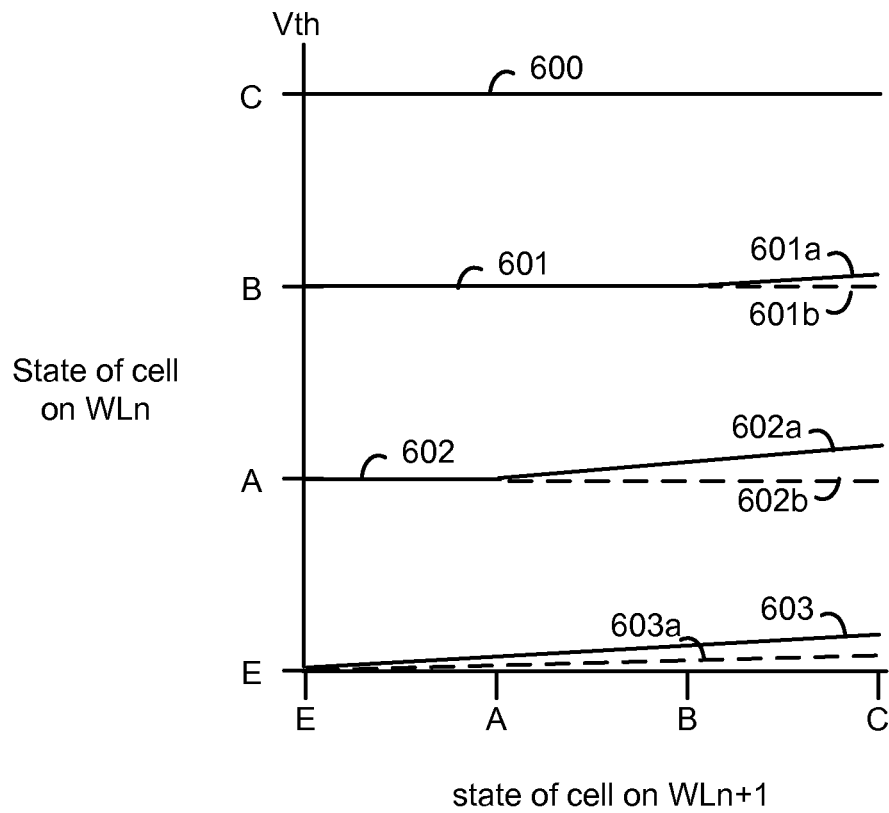 Vth
600
C
601a
601
B
601b
State of cell
on WLn
602a
602
A
602b
603
603a
E
E A B C
state of cell on WLn+1